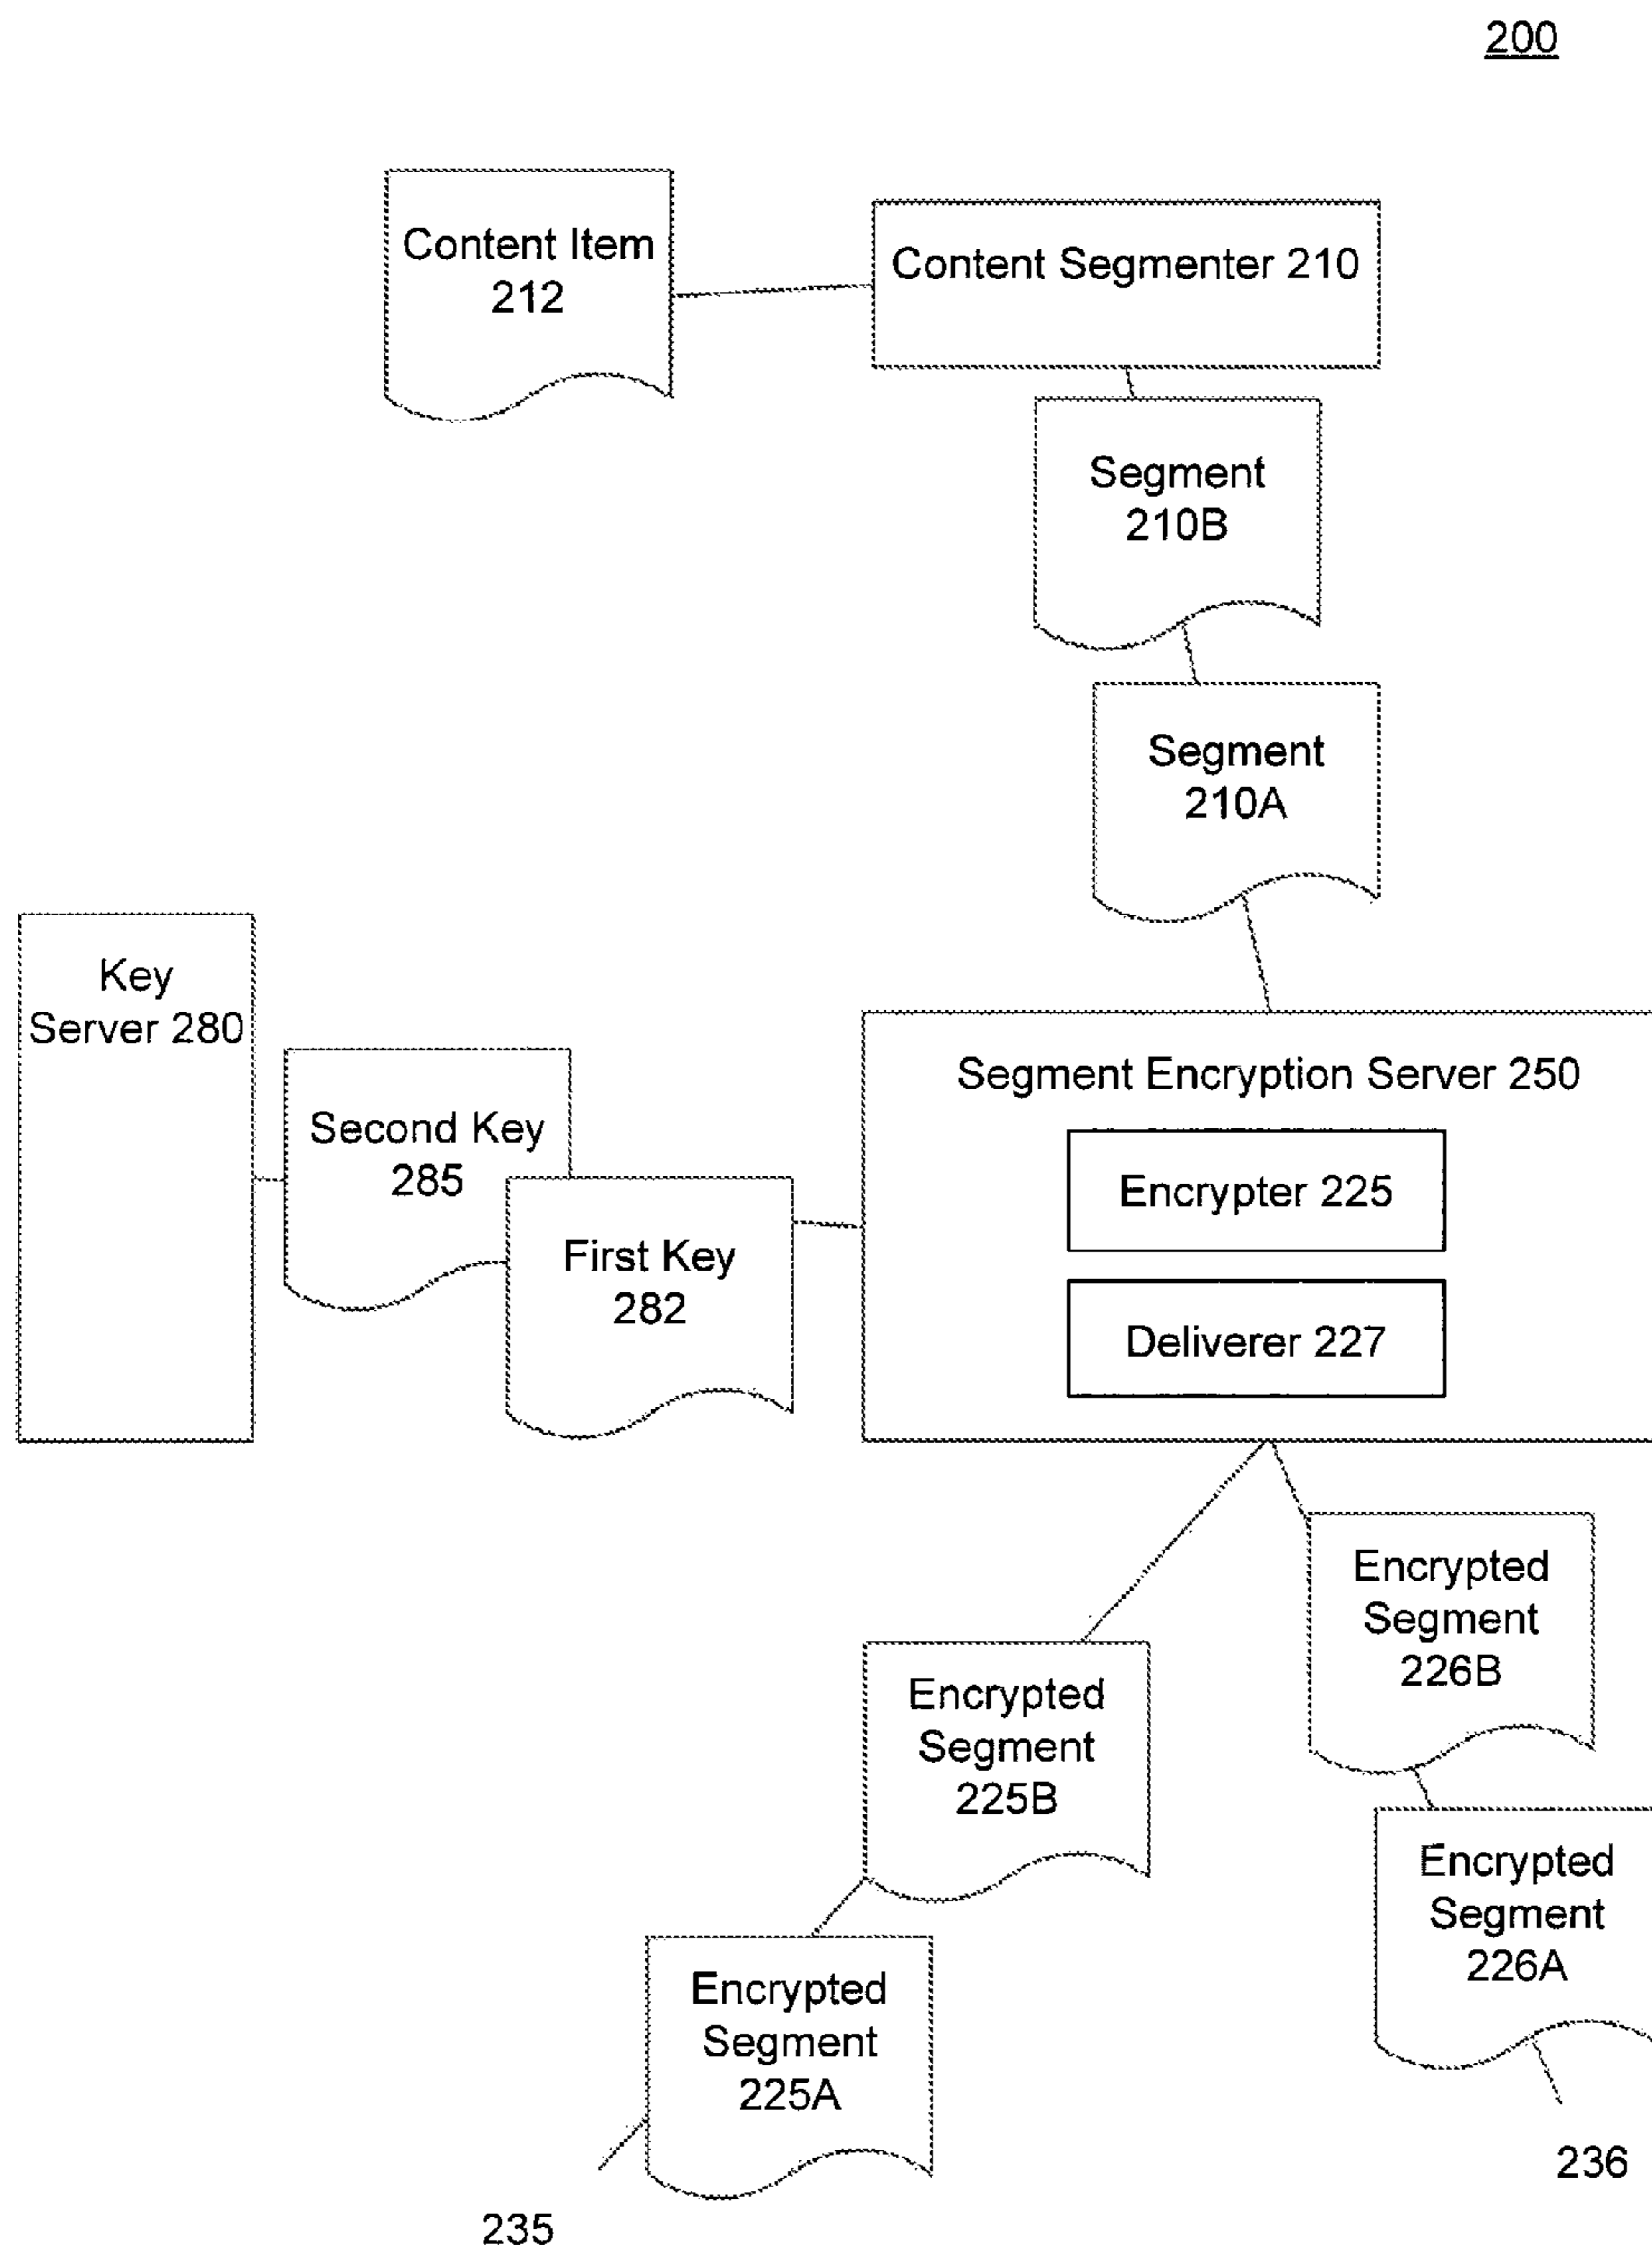 200
Content Item
212
Content Segmenter 210
Segment
210B
Segment
210A
Key
Server 280
Second Key
285
First Key
282
Segment Encryption Server 250
Encrypter 225
Deliverer 227
Encrypted
Segment
226B
Encrypted
Segment
225B
Encrypted
Segment
226A
Encrypted
Segment
225A
236
235